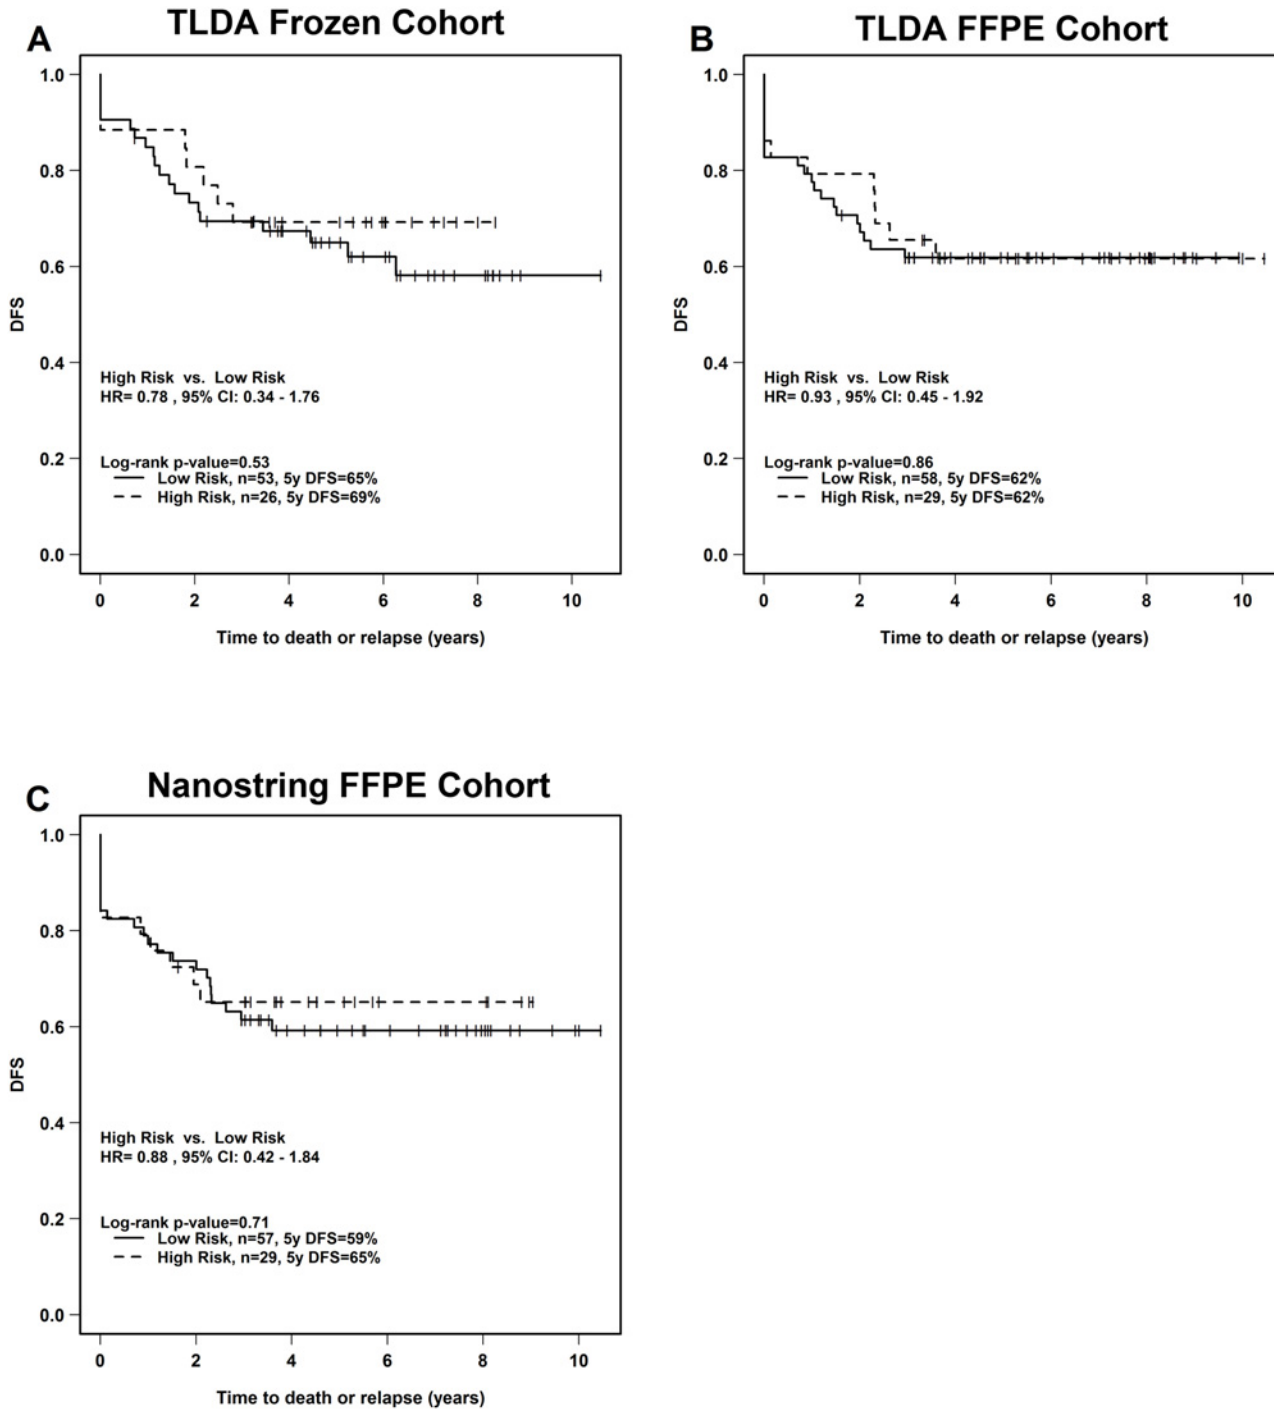 A
TLDA Frozen Cohort
1.0
0.8
0.6
0.4
0.2
0.0
DFS
High Risk vs. Low Risk
HR= 0.78 , 95% CI: 0.34 - 1.76
Log-rank p-value=0.53
Low Risk, n=53, 5y DFS=65%
High Risk, n=26, 5y DFS=69%
0 2 4 6 8 10
Time to death or relapse (years)
B
TLDA FFPE Cohort
1.0
0.8
0.6
0.4
0.2
0.0
DFS
High Risk vs. Low Risk
HR= 0.93 , 95% CI: 0.45 - 1.92
Log-rank p-value=0.86
Low Risk, n=58, 5y DFS=62%
High Risk, n=29, 5y DFS=62%
0 2 4 6 8 10
Time to death or relapse (years)
C
Nanostring FFPE Cohort
1.0
0.8
0.6
0.4
0.2
0.0
DFS
High Risk vs. Low Risk
HR= 0.88 , 95% CI: 0.42 - 1.84
Log-rank p-value=0.71
Low Risk, n=57, 5y DFS=59%
High Risk, n=29, 5y DFS=65%
0 2 4 6 8 10
Time to death or relapse (years)